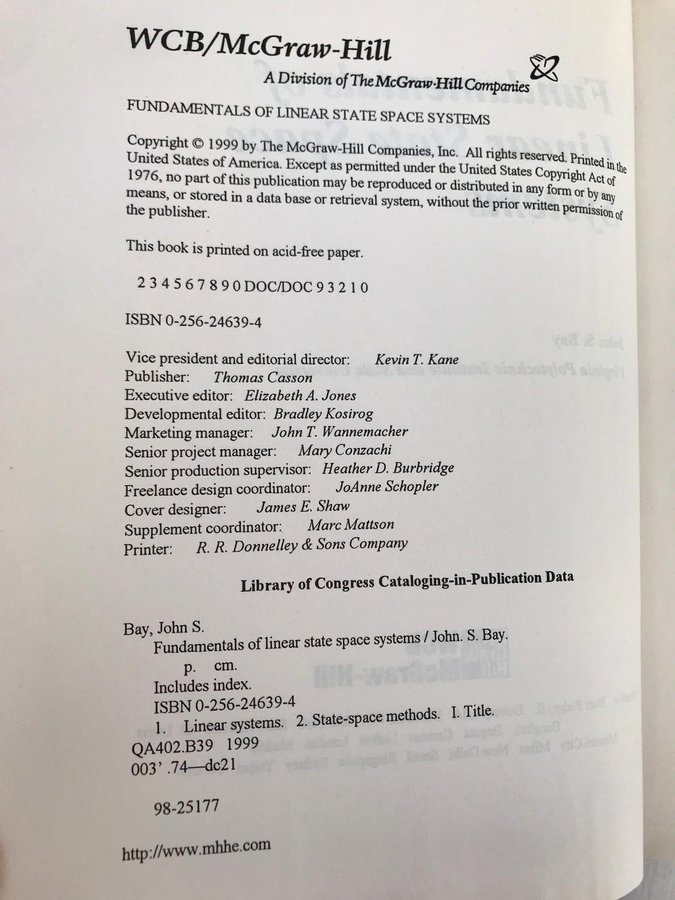 WCB/McGraw-Hill
A Division of The McGraw-Hill Companies
FUNDAMENTALS OF LINEAR STATE SPACE SYSTEMS
Copyright © 1999 by The McGraw-Hill Companies, Inc. All rights reserved. Printed in the
United States of America. Except as permitted under the United States Copyright Act of
1976, no part of this publication may be reproduced or distributed in any form or by any
means, or stored in a data base or retrieval system, without the prior written permission of
the publisher.
This book is printed on acid-free paper.
2 3 4 5 6 7 8 9 0 DOC/DOC 9 3 2 1 0
ISBN 0-256-24639-4
Vice president and editorial director: Kevin T. Kane
Publisher: Thomas Casson
Executive editor: Elizabeth A. Jones
Developmental editor: Bradley Kosirog
Marketing manager: John T. Wannemacher
Senior project manager: Mary Conzachi
Senior production supervisor: Heather D. Burbridge
Freelance design coordinator: JoAnne Schopler
Cover designer: James E. Shaw
Supplement coordinator: Marc Mattson
Printer: R. R. Donnelley & Sons Company
Library of Congress Cataloging-in-Publication Data
Bay, John S.
Fundamentals of linear state space systems / John. S. Bay.
p. cm.
Includes index.
ISBN 0-256-24639-4
1. Linear systems. 2. State-space methods. I. Title.
QA402.B39 1999
003' .74—dc21
98-25177
http://www.mhhe.com